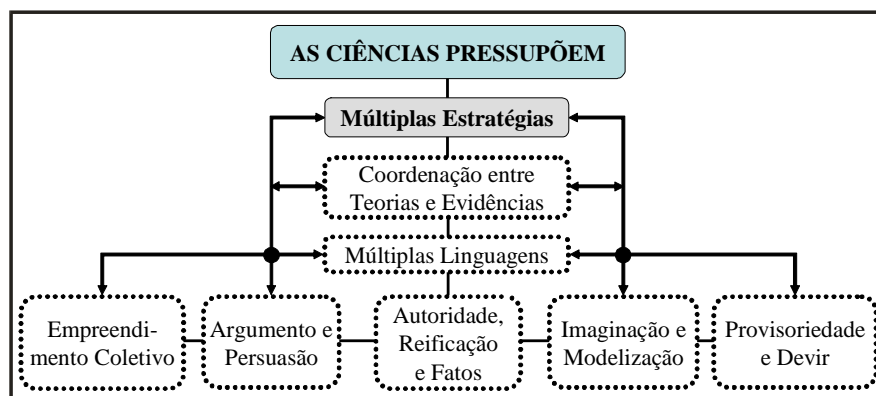 AS CIÊNCIAS PRESSUPÕEM
Múltiplas Estratégias
Coordenação entre
Teorias e Evidências
Múltiplas Linguagens
Empreendi-
mento Coletivo
Argumento e
Persuasão
Autoridade,
Reificação
e Fatos
Imaginação e
Modelização
Provisoriedade
e Devir